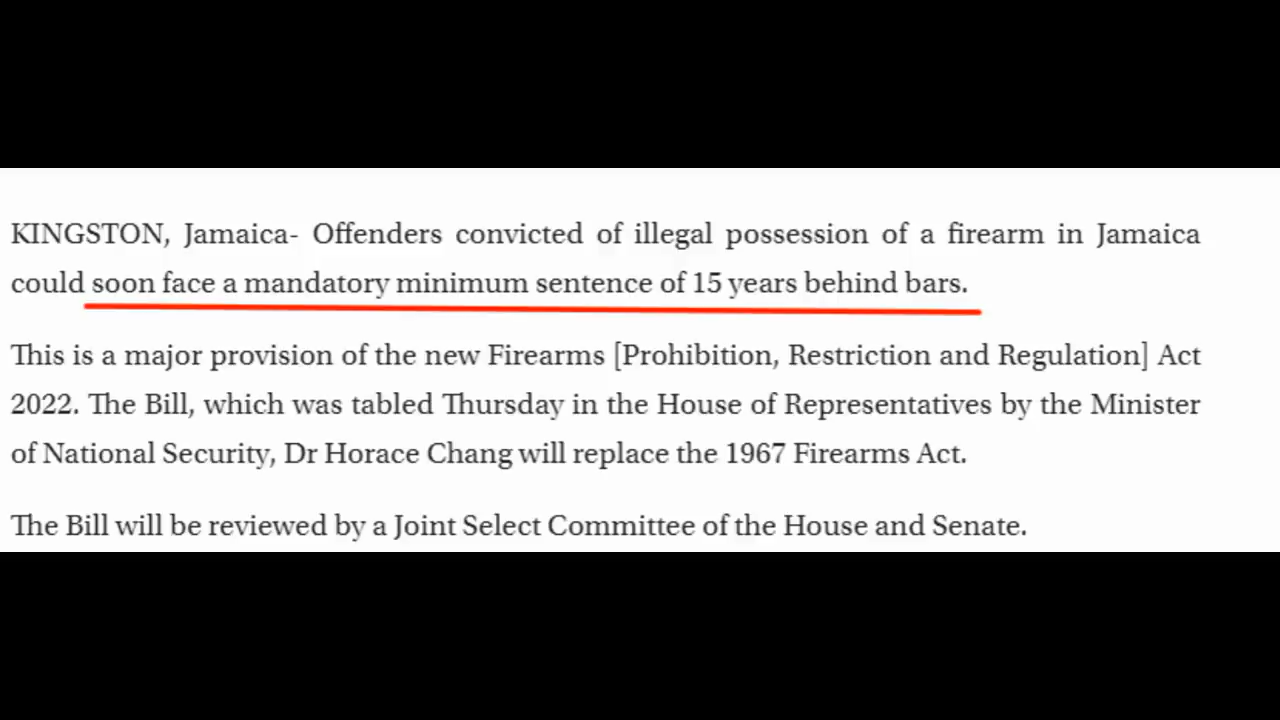 KINGSTON, Jamaica- Offenders convicted of illegal possession of a firearm in Jamaica
could soon face a mandatory minimum sentence of 15 years behind bars.
This is a major provision of the new Firearms [Prohibition, Restriction and Regulation] Act
2022. The Bill, which was tabled Thursday in the House of Representatives by the Minister
of National Security, Dr Horace Chang will replace the 1967 Firearms Act.
The Bill will be reviewed by a Joint Select Committee of the House and Senate.